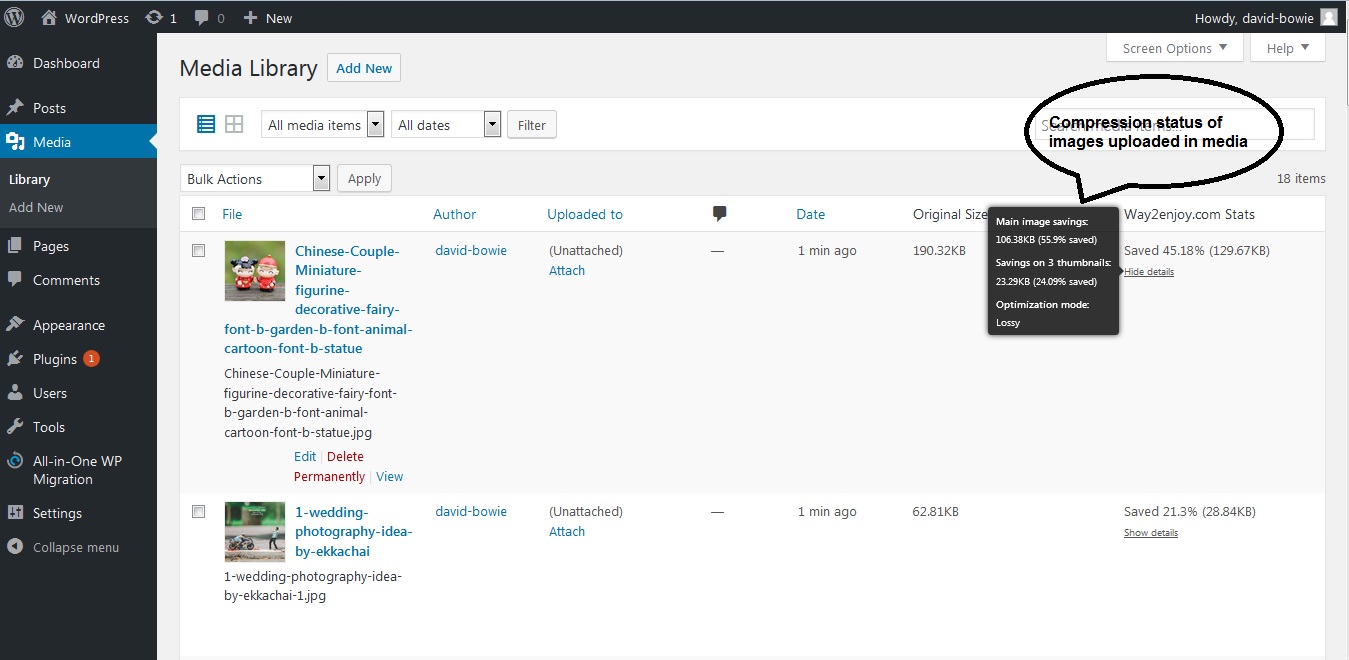 WordPress 1 0 New Howdy, david-bowie
Screen Options Help
Dashboard
Posts
Media
Library
Add New
Pages
Comments
Appearance
Plugins 1
Users
Tools
All-in-One WP
Migration
Settings
Collapse menu
Media Library Add New
All media items All dates Filter
Search media items...
Compression status of
images uploaded in media
Bulk Actions Apply
18 items
File Author Uploaded to Date Original Size Way2enjoy.com Stats
Chinese-Couple-
Miniature-
figurine-
decorative-fairy-
font-b-garden-b-font-animal-
cartoon-font-b-statue
Chinese-Couple-Miniature-
figurine-decorative-fairy-font-
b-garden-b-font-animal-
cartoon-font-b-statue.jpg
Edit | Delete
Permanently | View
david-bowie
(Unattached)
Attach
—
1 min ago
190.32KB
Main image savings:
106.38KB (55.9% saved)
Savings on 3 thumbnails:
23.29KB (24.09% saved)
Optimization mode:
Lossy
Saved 45.18% (129.67KB)
Hide details
1-wedding-
photography-idea-
by-ekkachai
1-wedding-photography-idea-
by-ekkachai-1.jpg
david-bowie
(Unattached)
Attach
—
1 min ago
62.81KB
Saved 21.3% (28.84KB)
Show details